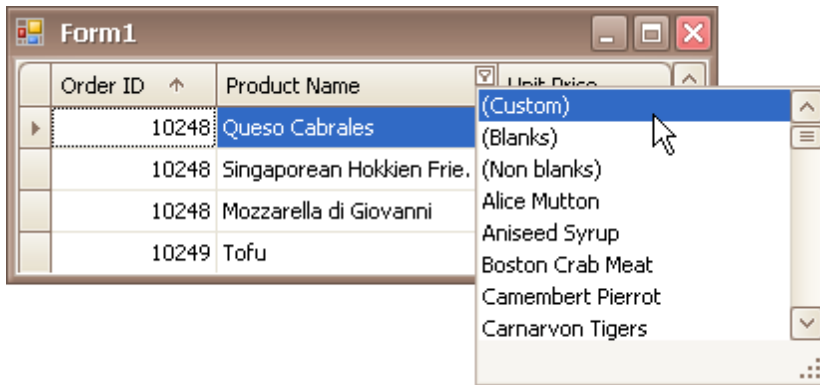 Form1
Order ID Product Name Unit Price
10248 Queso Cabrales
10248 Singaporean Hokkien Frie.
10248 Mozzarella di Giovanni
10249 Tofu
(Custom)
(Blanks)
(Non blanks)
Alice Mutton
Aniseed Syrup
Boston Crab Meat
Camembert Pierrot
Carnarvon Tigers